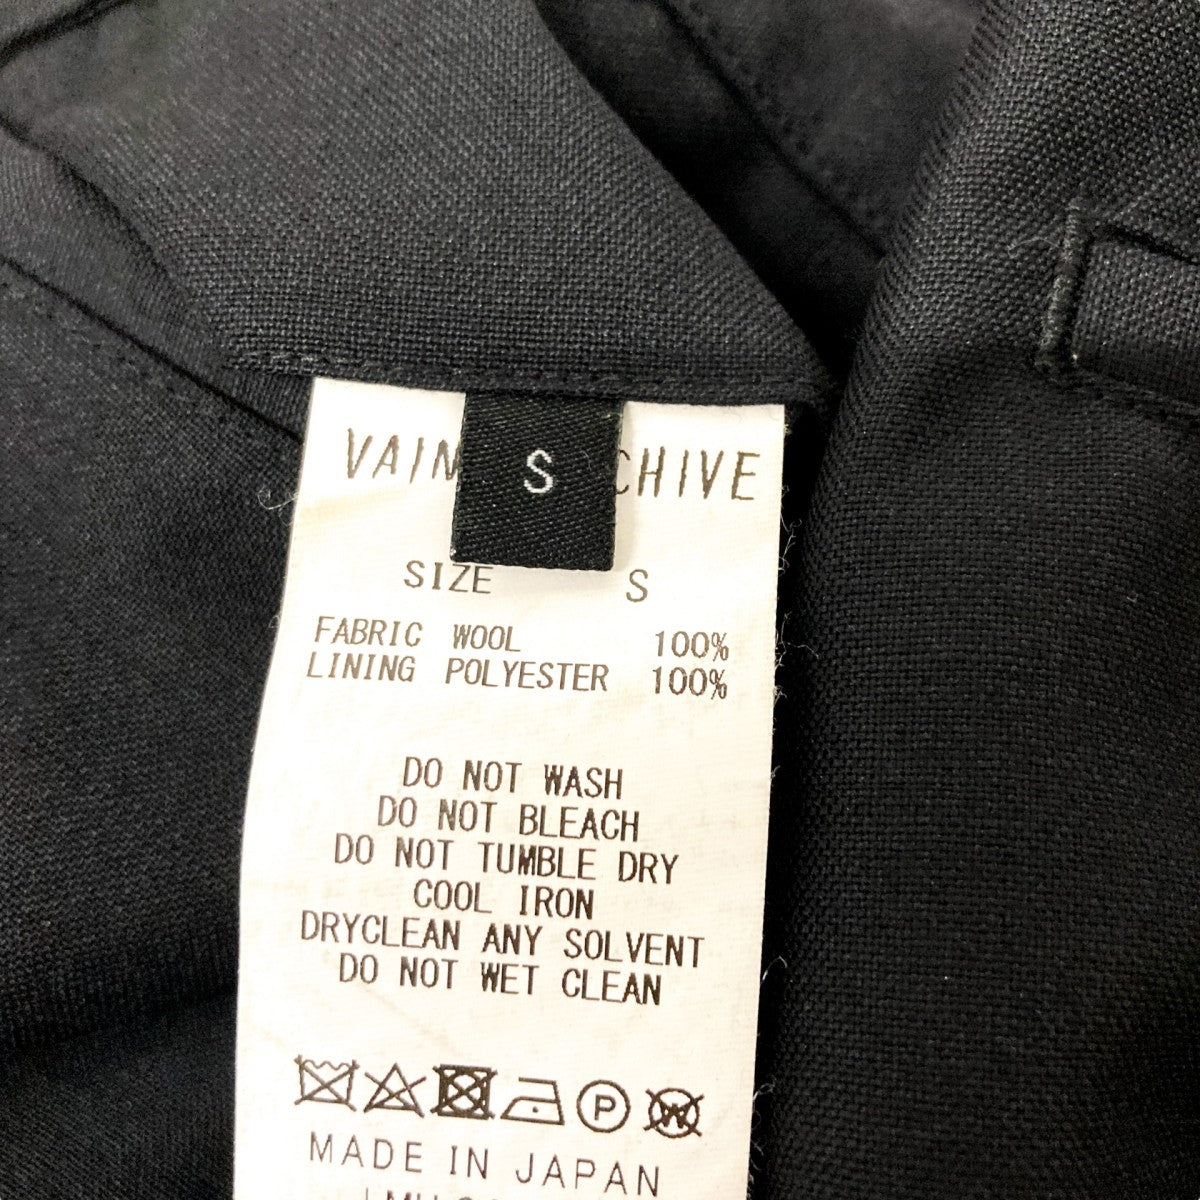 VAIN
CHIVE
S
SIZE S
FABRIC WOOL 100%
LINING POLYESTER 100%
DO NOT WASH
DO NOT BLEACH
DO NOT TUMBLE DRY
COOL IRON
DRYCLEAN ANY SOLVENT
DO NOT WET CLEAN
P W
MADE IN JAPAN